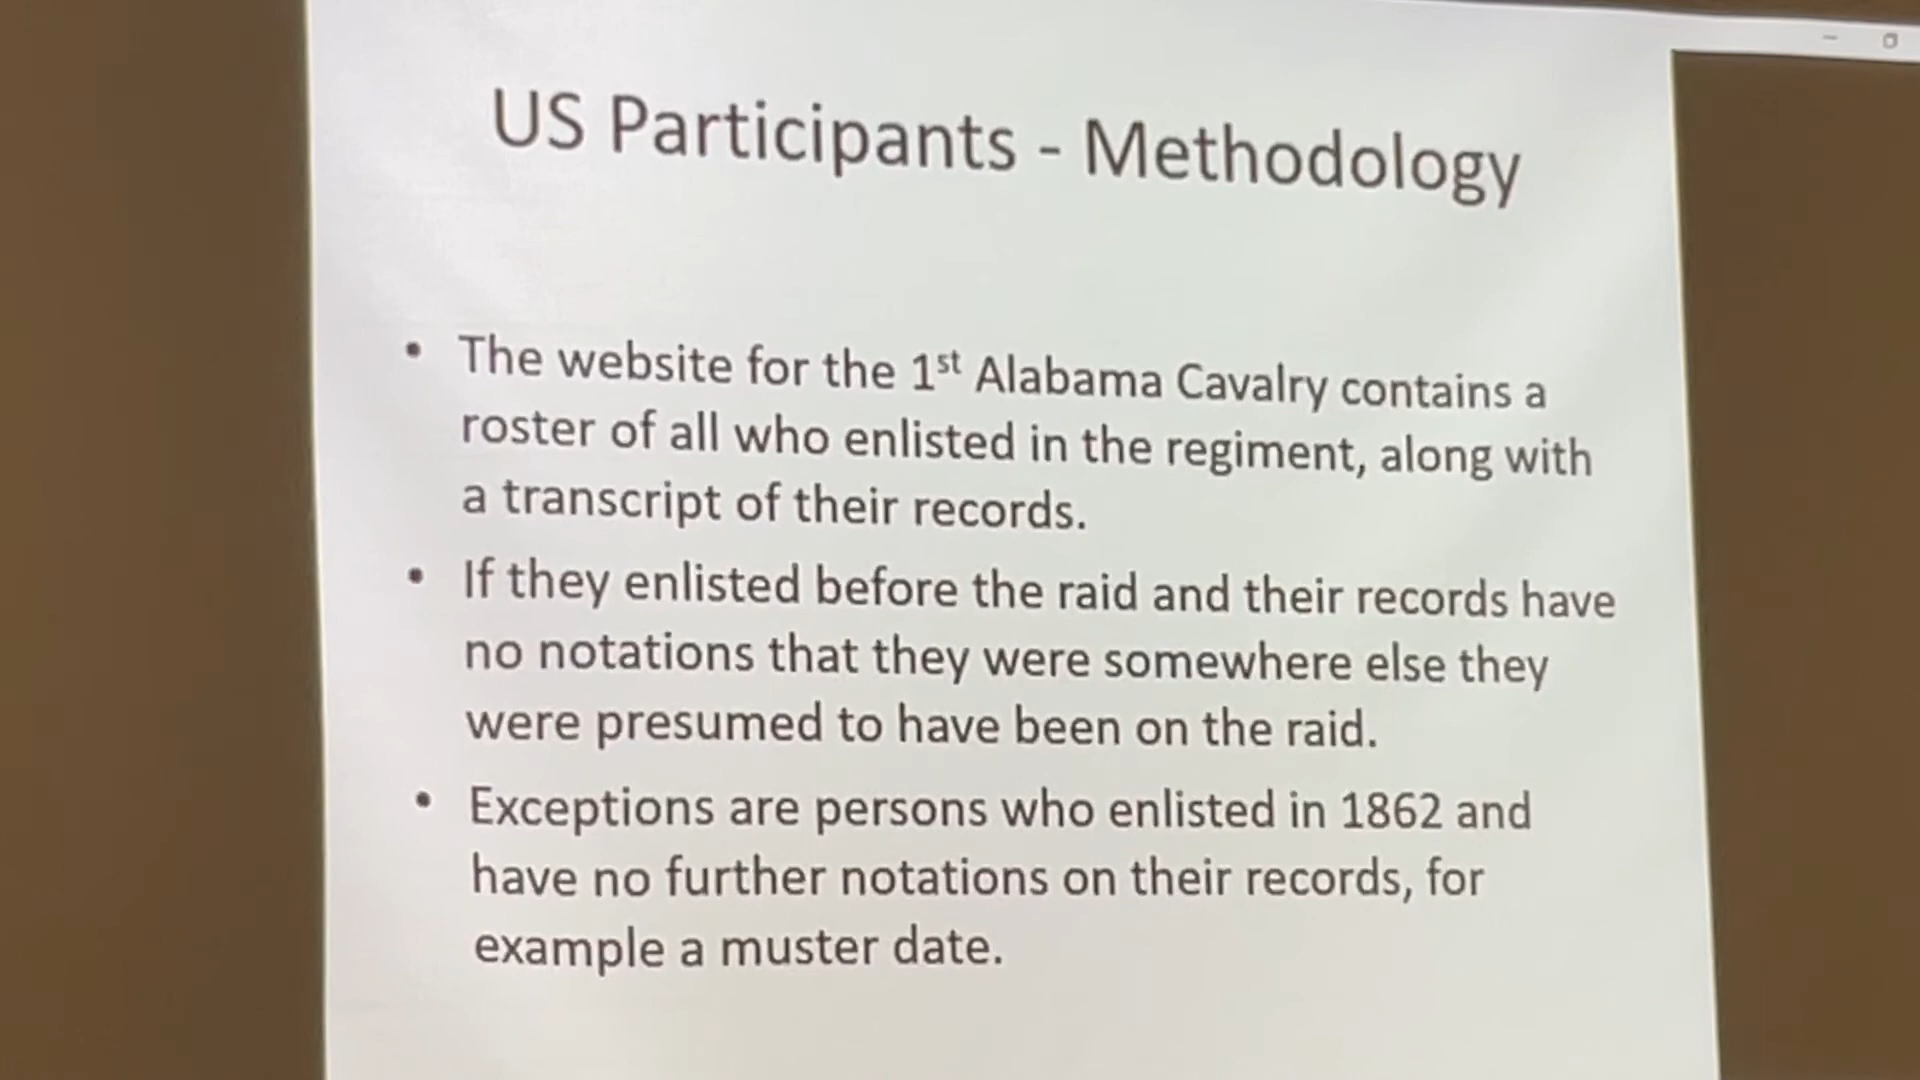 US Participants - Methodology
• The website for the 1st Alabama Cavalry contains a
roster of all who enlisted in the regiment, along with
a transcript of their records.
• If they enlisted before the raid and their records have
no notations that they were somewhere else they
were presumed to have been on the raid.
• Exceptions are persons who enlisted in 1862 and
have no further notations on their records, for
example a muster date.